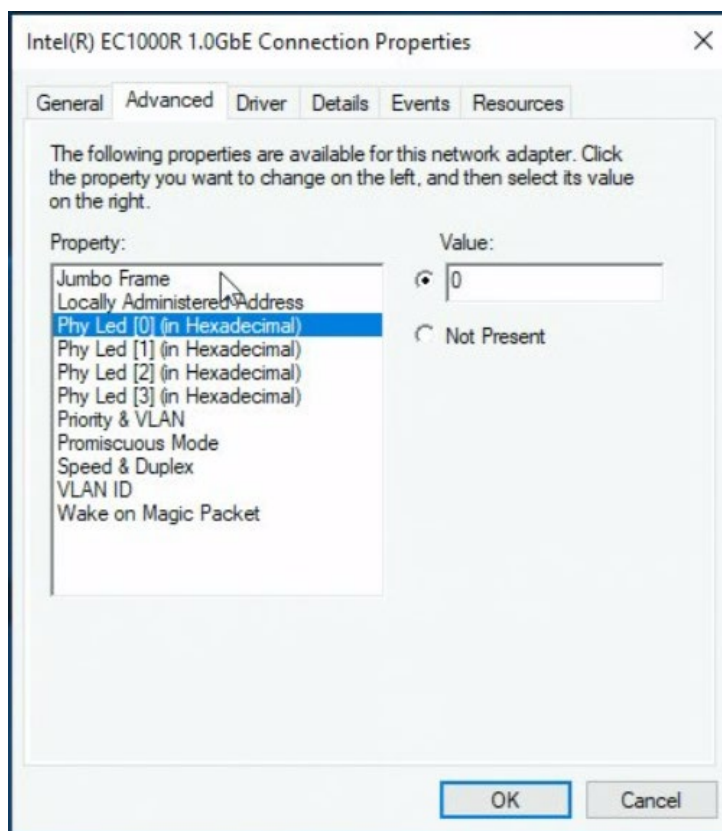 Intel(R) EC1000R 1.0GbE Connection Properties
General Advanced Driver Details Events Resources
The following properties are available for this network adapter. Click
the property you want to change on the left, and then select its value
on the right.
Property:
Value:
Jumbo Frame
Locally Administered Address
Phy Led [0] (in Hexadecimal)
Phy Led [1] (in Hexadecimal)
Phy Led [2] (in Hexadecimal)
Phy Led [3] (in Hexadecimal)
Priority & VLAN
Promiscuous Mode
Speed & Duplex
VLAN ID
Wake on Magic Packet
0
Not Present
OK
Cancel